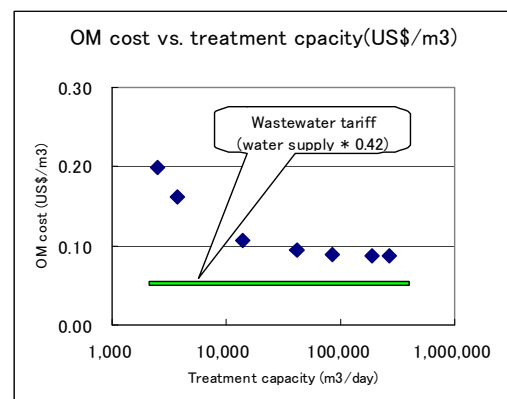 OM cost vs. treatment cpacity(US$/m3)
0.30
0.20
0.10
0.00
OM cost (US$/m3)
Wastewater tariff
(water supply * 0.42)
1,000
10,000
100,000
1,000,000
Treatment capacity (m3/day)